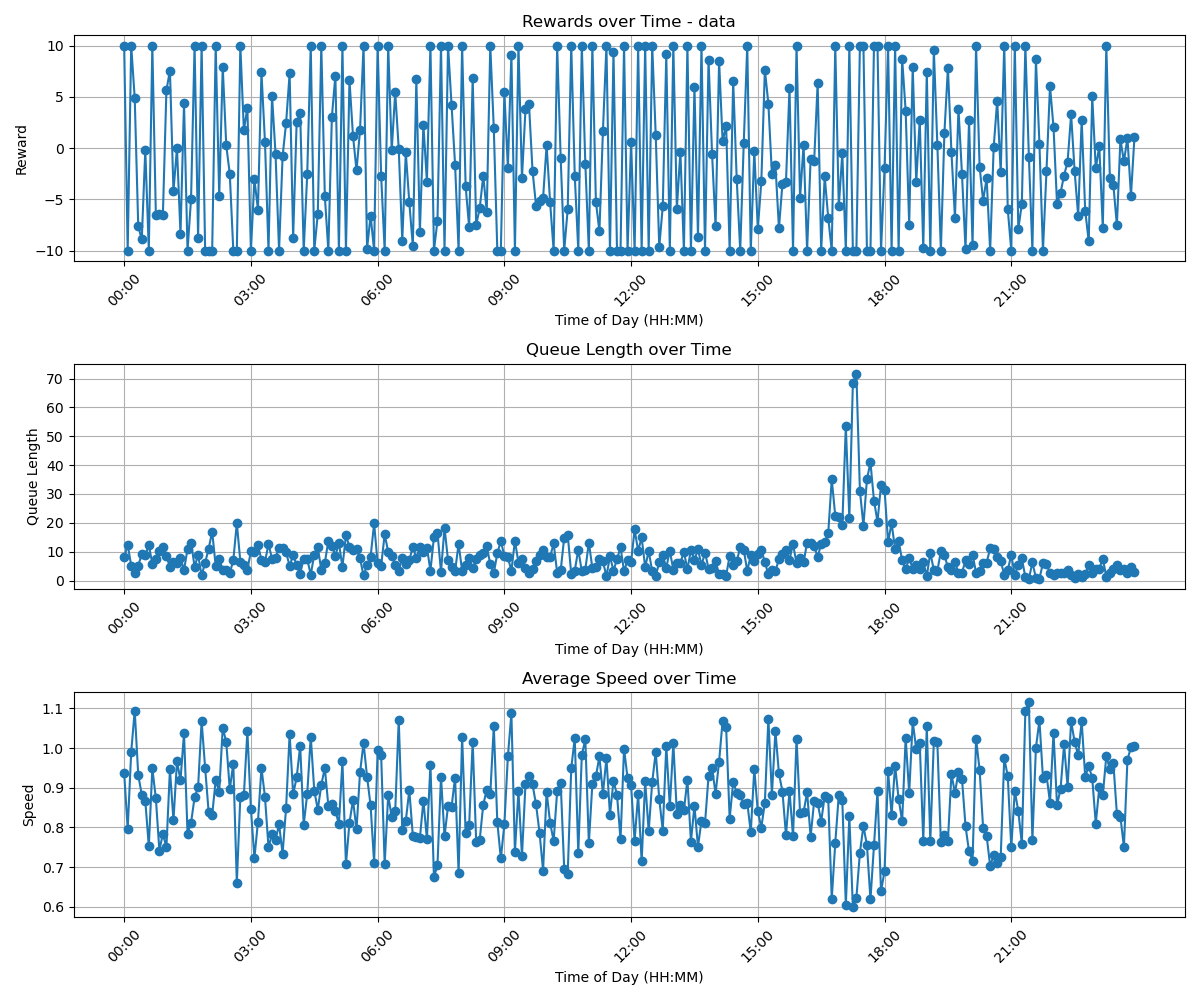 Rewards over Time - data
10
5
0
−5
−10
Reward
00:00 03:00 06:00 09:00 12:00 15:00 18:00 21:00
Time of Day (HH:MM)
Queue Length over Time
70
60
50
40
30
20
10
0
Queue Length
00:00 03:00 06:00 09:00 12:00 15:00 18:00 21:00
Time of Day (HH:MM)
Average Speed over Time
1.1
1.0
0.9
0.8
0.7
0.6
Speed
00:00 03:00 06:00 09:00 12:00 15:00 18:00 21:00
Time of Day (HH:MM)